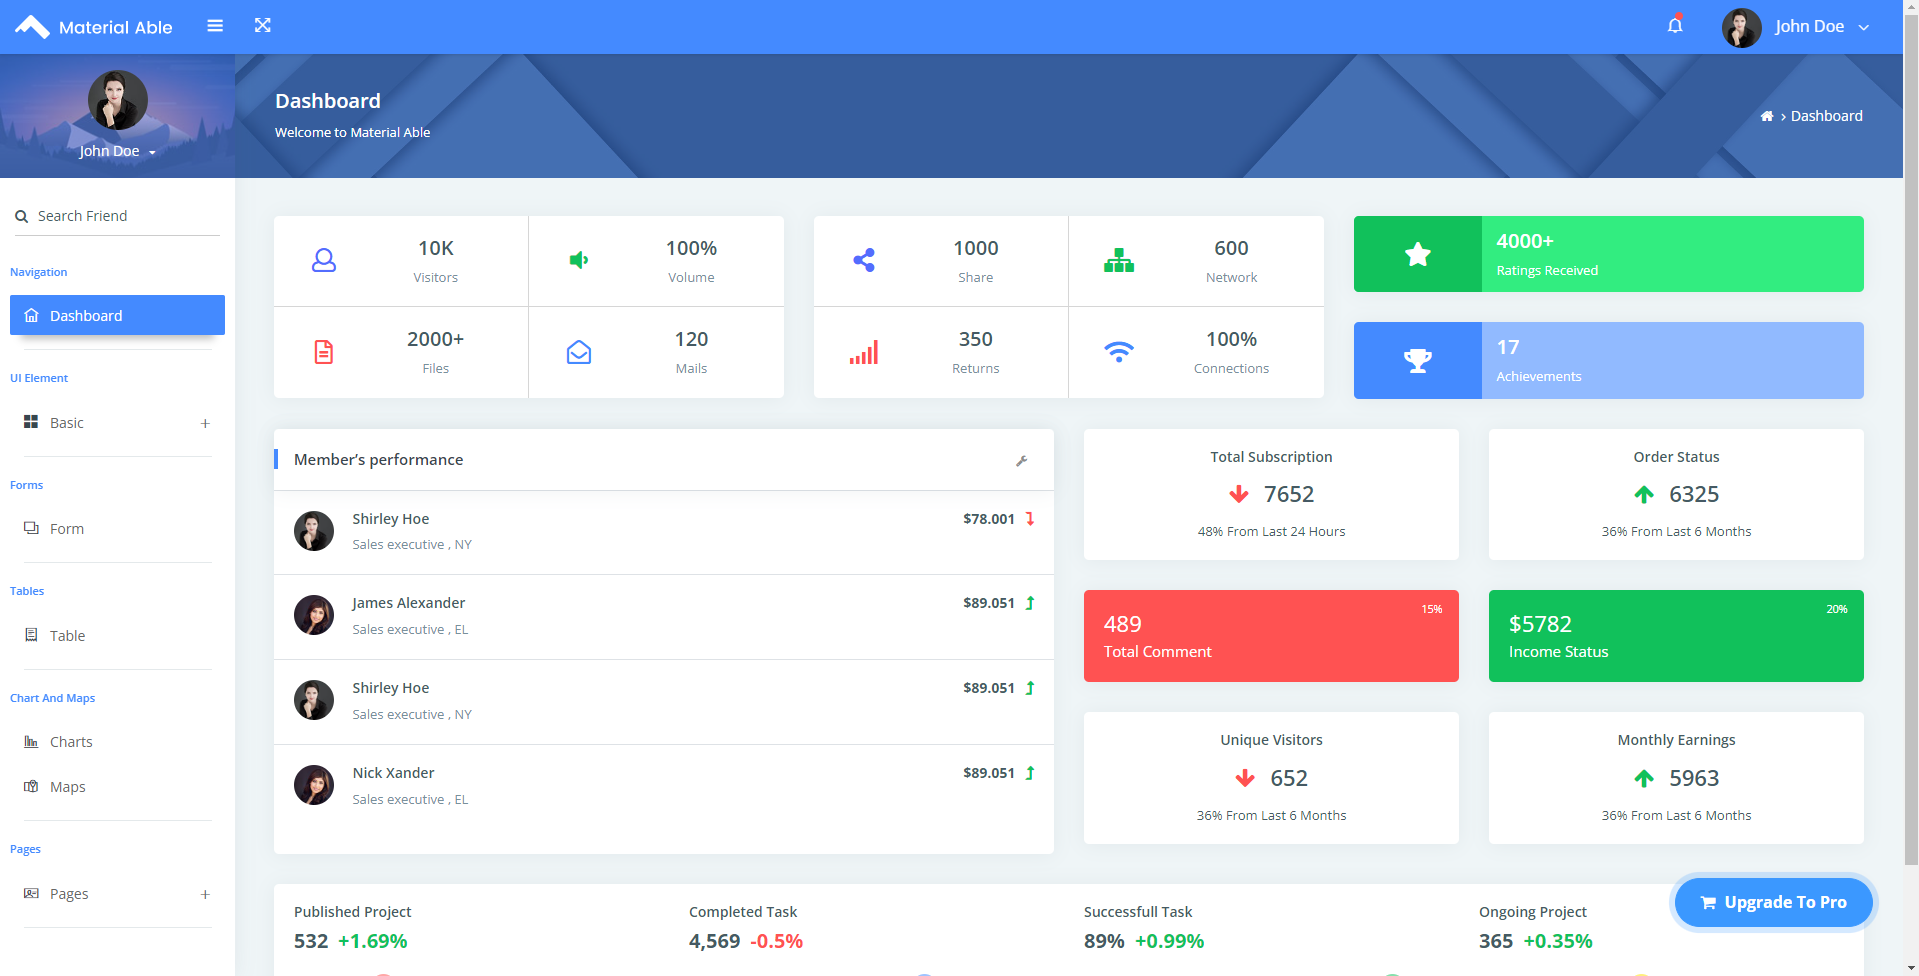 Material Able
John Doe
John Doe
Dashboard
Welcome to Material Able
Dashboard
Search Friend
Navigation
Dashboard
UI Element
Basic
Forms
Form
Tables
Table
Chart And Maps
Charts
Maps
Pages
Pages
10K
Visitors
100%
Volume
2000+
Files
120
Mails
1000
Share
600
Network
350
Returns
100%
Connections
4000+
Ratings Received
17
Achievements
Member’s performance
Shirley Hoe
Sales executive , NY
$78.001
James Alexander
Sales executive , EL
$89.051
Shirley Hoe
Sales executive , NY
$89.051
Nick Xander
Sales executive , EL
$89.051
Total Subscription
7652
48% From Last 24 Hours
Order Status
6325
36% From Last 6 Months
15%
489
Total Comment
20%
$5782
Income Status
Unique Visitors
652
36% From Last 6 Months
Monthly Earnings
5963
36% From Last 6 Months
Published Project
532 +1.69%
Completed Task
4,569 -0.5%
Successfull Task
89% +0.99%
Ongoing Project
365 +0.35%
Upgrade To Pro